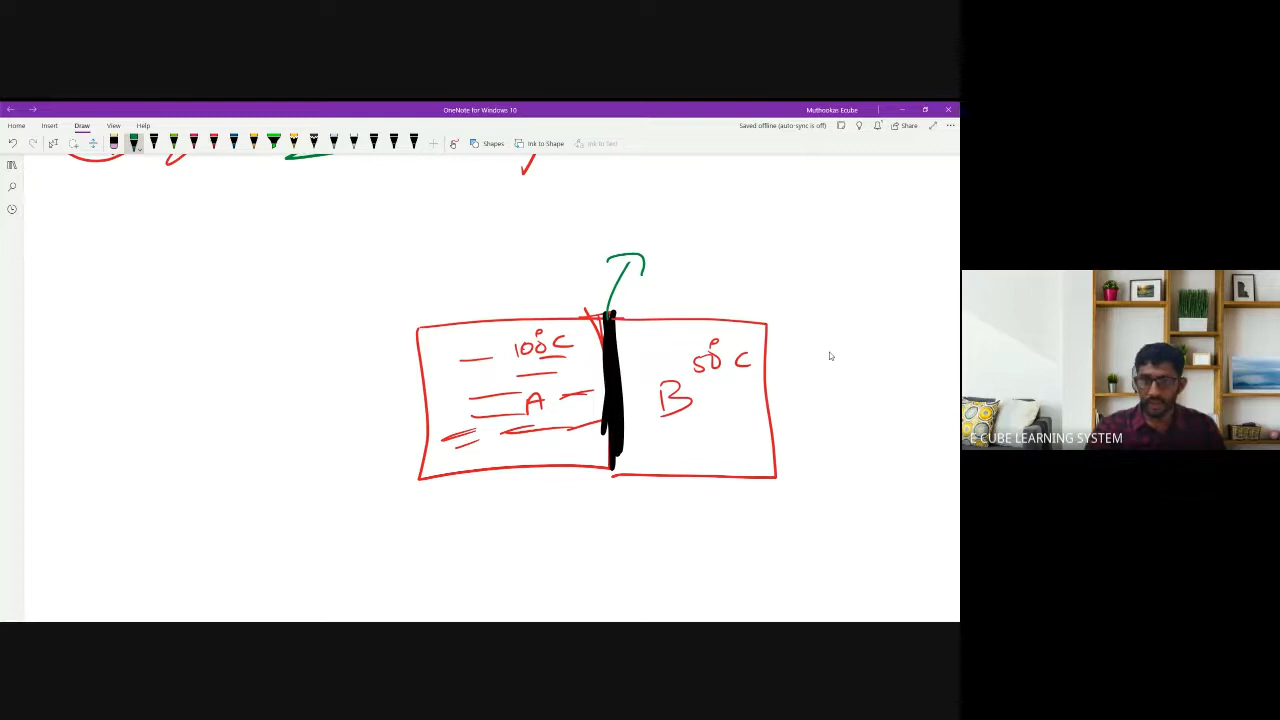 OneNote for Windows 10
Muthookas Ecube
Home Insert Draw View Help
Saved offline (auto-sync is off)
Share
Shapes
Ink to Shape
Ink to Text
100°C
50°C
A
B
E CUBE LEARNING SYSTEM